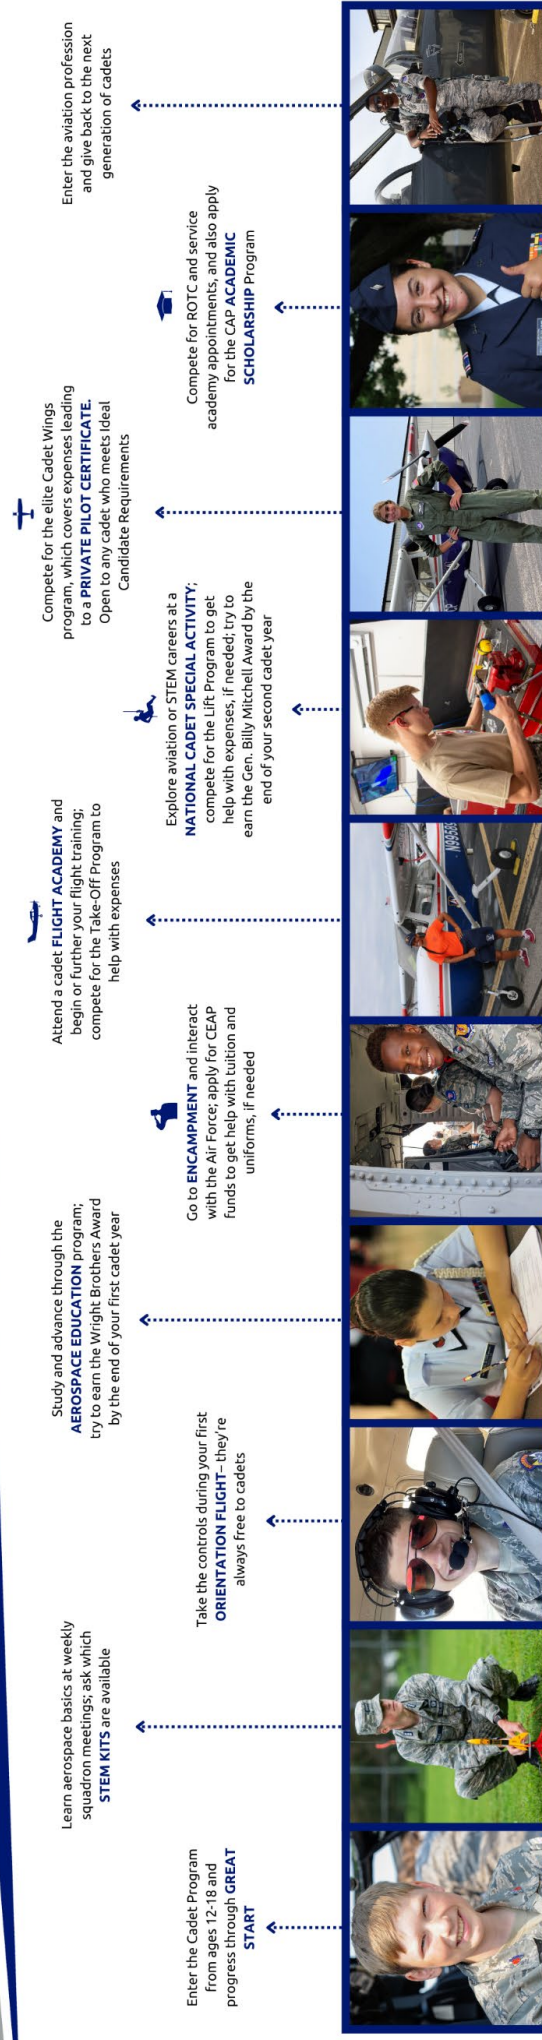 Enter the Cadet Program
from ages 12-18 and
progress through GREAT
START
Learn aerospace basics at weekly
squadron meetings; ask which
STEM KITS are available
Take the controls during your first
ORIENTATION FLIGHT– they're
always free to cadets
Study and advance through the
AEROSPACE EDUCATION program;
try to earn the Wright Brothers Award
by the end of your first cadet year
Go to ENCAMPMENT and interact
with the Air Force; apply for CEAP
funds to get help with tuition and
uniforms, if needed
Attend a cadet FLIGHT ACADEMY and
begin or further your flight training;
compete for the Take-Off Program to
help with expenses
Explore aviation or STEM careers at a
NATIONAL CADET SPECIAL ACTIVITY;
compete for the Lift Program to get
help with expenses, if needed; try to
earn the Gen. Billy Mitchell Award by the
end of your second cadet year
Compete for the elite Cadet Wings
program, which covers expenses leading
to a PRIVATE PILOT CERTIFICATE.
Open to any cadet who meets Ideal
Candidate Requirements
Compete for ROTC and service
academy appointments, and also apply
for the CAP ACADEMIC
SCHOLARSHIP Program
Enter the aviation profession
and give back to the next
generation of cadets